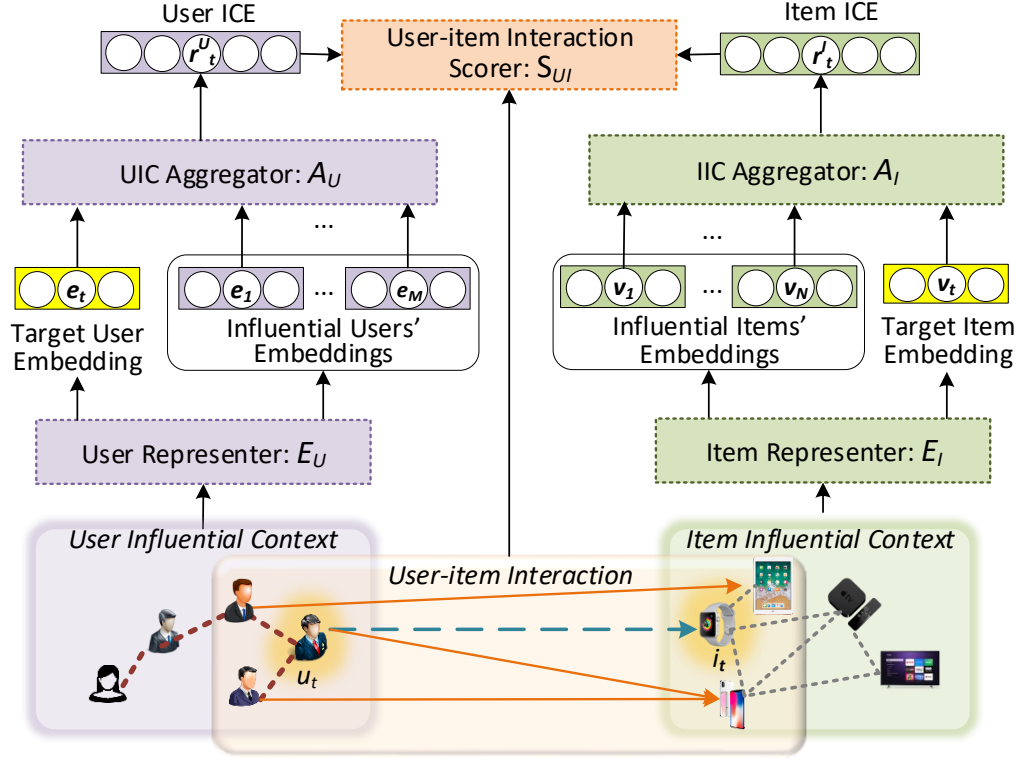 User ICE
Item ICE
r_t^U
User-item Interaction
Scorer: S_UI
r_t^I
UIC Aggregator: A_U
IIC Aggregator: A_I
...
...
e_t
e_1
...
e_M
v_1
...
v_N
v_t
Target User
Embedding
Influential Users’
Embeddings
Influential Items’
Embeddings
Target Item
Embedding
User Representer: E_U
Item Representer: E_I
User Influential Context
Item Influential Context
User-item Interaction
u_t
i_t